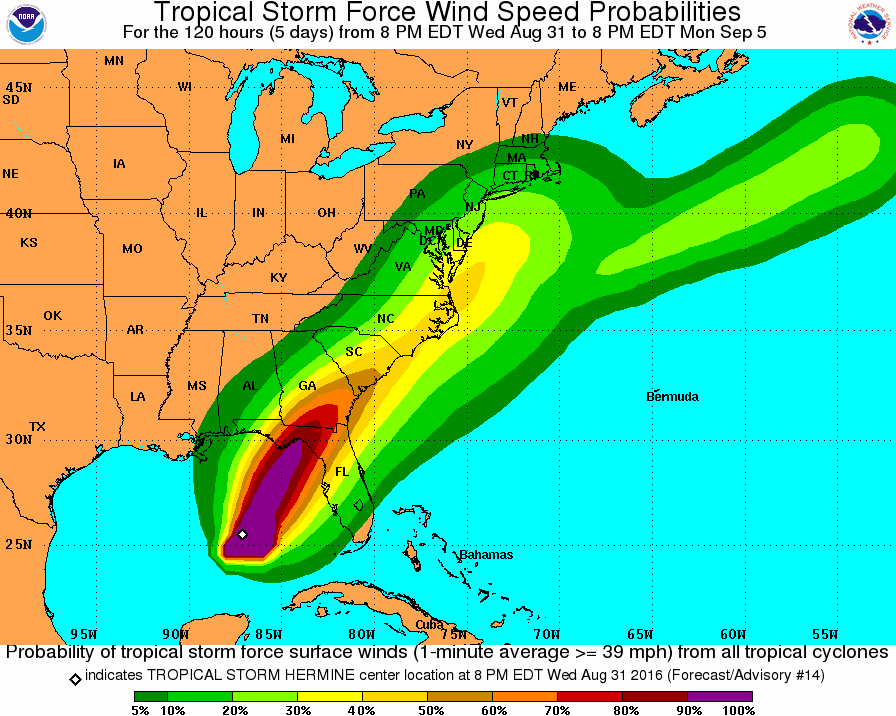 Tropical Storm Force Wind Speed Probabilities
For the 120 hours (5 days) from 8 PM EDT Wed Aug 31 to 8 PM EDT Mon Sep 5
NOAA
NATIONAL WEATHER SERVICE
MN
45N
WI
ME
SD
VT
MI
NH
NY
MA
IA
NE
CT RI
PA
NJ
40N
IL
IN
OH
MD
DC
DE
KS
MO
WV
VA
KY
OK
TN
NC
35N
AR
SC
MS
AL
GA
LA
Bermuda
TX
30N
FL
25N
Bahamas
Cuba
95W 90W 85W 80W 75W 70W 65W 60W 55W
Probability of tropical storm force surface winds (1-minute average >= 39 mph) from all tropical cyclones
indicates TROPICAL STORM HERMINE center location at 8 PM EDT Wed Aug 31 2016 (Forecast/Advisory #14)
5% 10% 20% 30% 40% 50% 60% 70% 80% 90% 100%